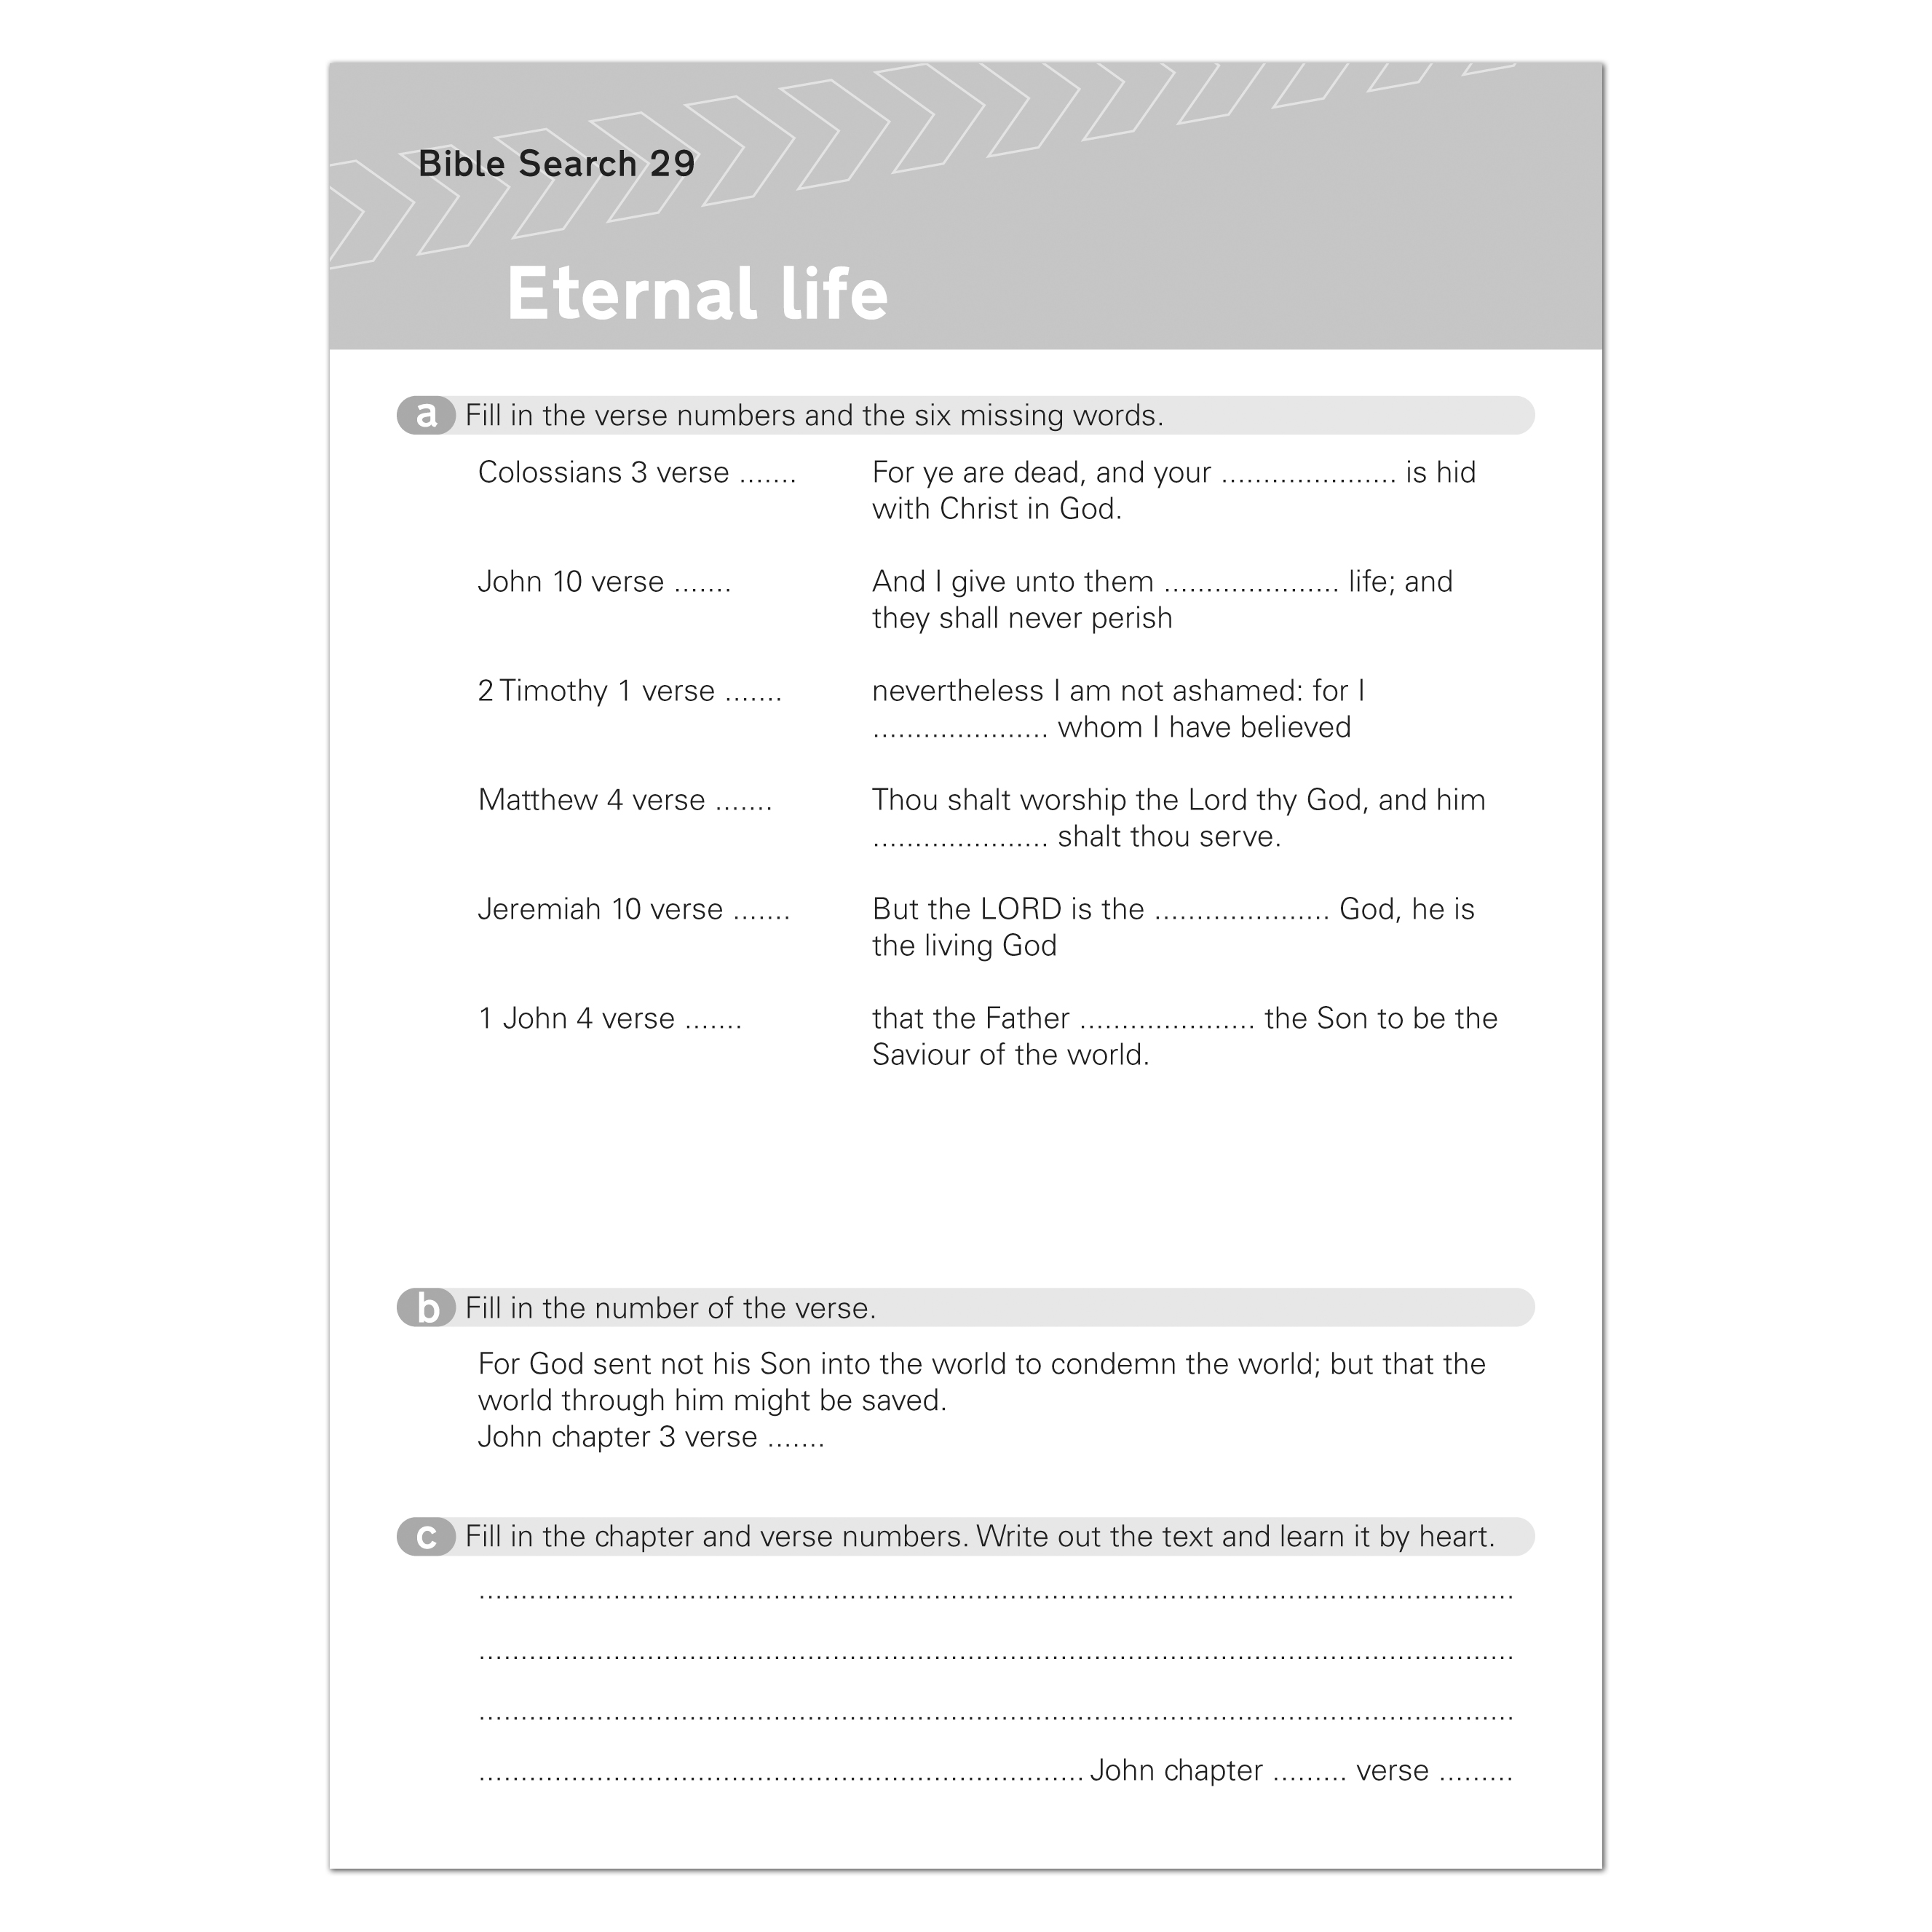 Bible Search 29
Eternal life
a Fill in the verse numbers and the six missing words.
Colossians 3 verse ....... For ye are dead, and your ..................... is hid
with Christ in God.
John 10 verse ....... And I give unto them ..................... life; and
they shall never perish
2 Timothy 1 verse ....... nevertheless I am not ashamed: for I
..................... whom I have believed
Matthew 4 verse ....... Thou shalt worship the Lord thy God, and him
..................... shalt thou serve.
Jeremiah 10 verse ....... But the LORD is the ..................... God, he is
the living God
1 John 4 verse ....... that the Father ..................... the Son to be the
Saviour of the world.
b Fill in the number of the verse.
For God sent not his Son into the world to condemn the world; but that the
world through him might be saved.
John chapter 3 verse .......
c Fill in the chapter and verse numbers. Write out the text and learn it by heart.
............................................................................................................................
............................................................................................................................
............................................................................................................................
......................................................................... John chapter ......... verse .........